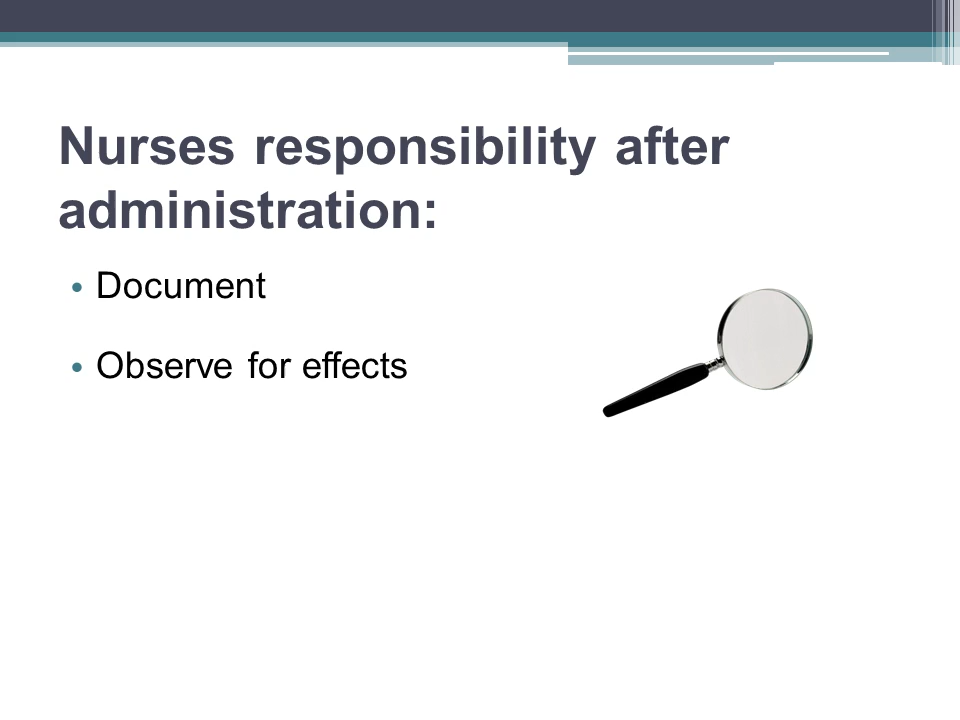 Nurses responsibility after
administration:
• Document
• Observe for effects